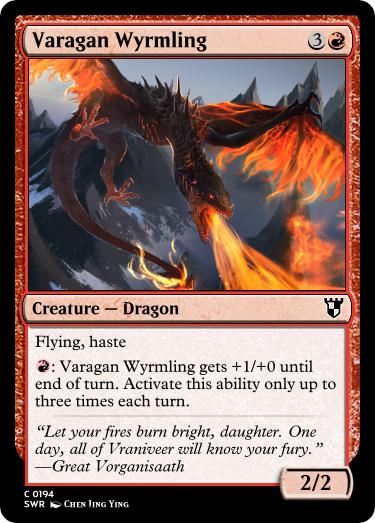 Varagan Wyrmling 3
Creature — Dragon
Flying, haste
: Varagan Wyrmling gets +1/+0 until
end of turn. Activate this ability only up to
three times each turn.
“Let your fires burn bright, daughter. One
day, all of Vraniveer will know your fury.”
—Great Vorganisaath
2/2
C 0194
SWR Chen Jing Ying